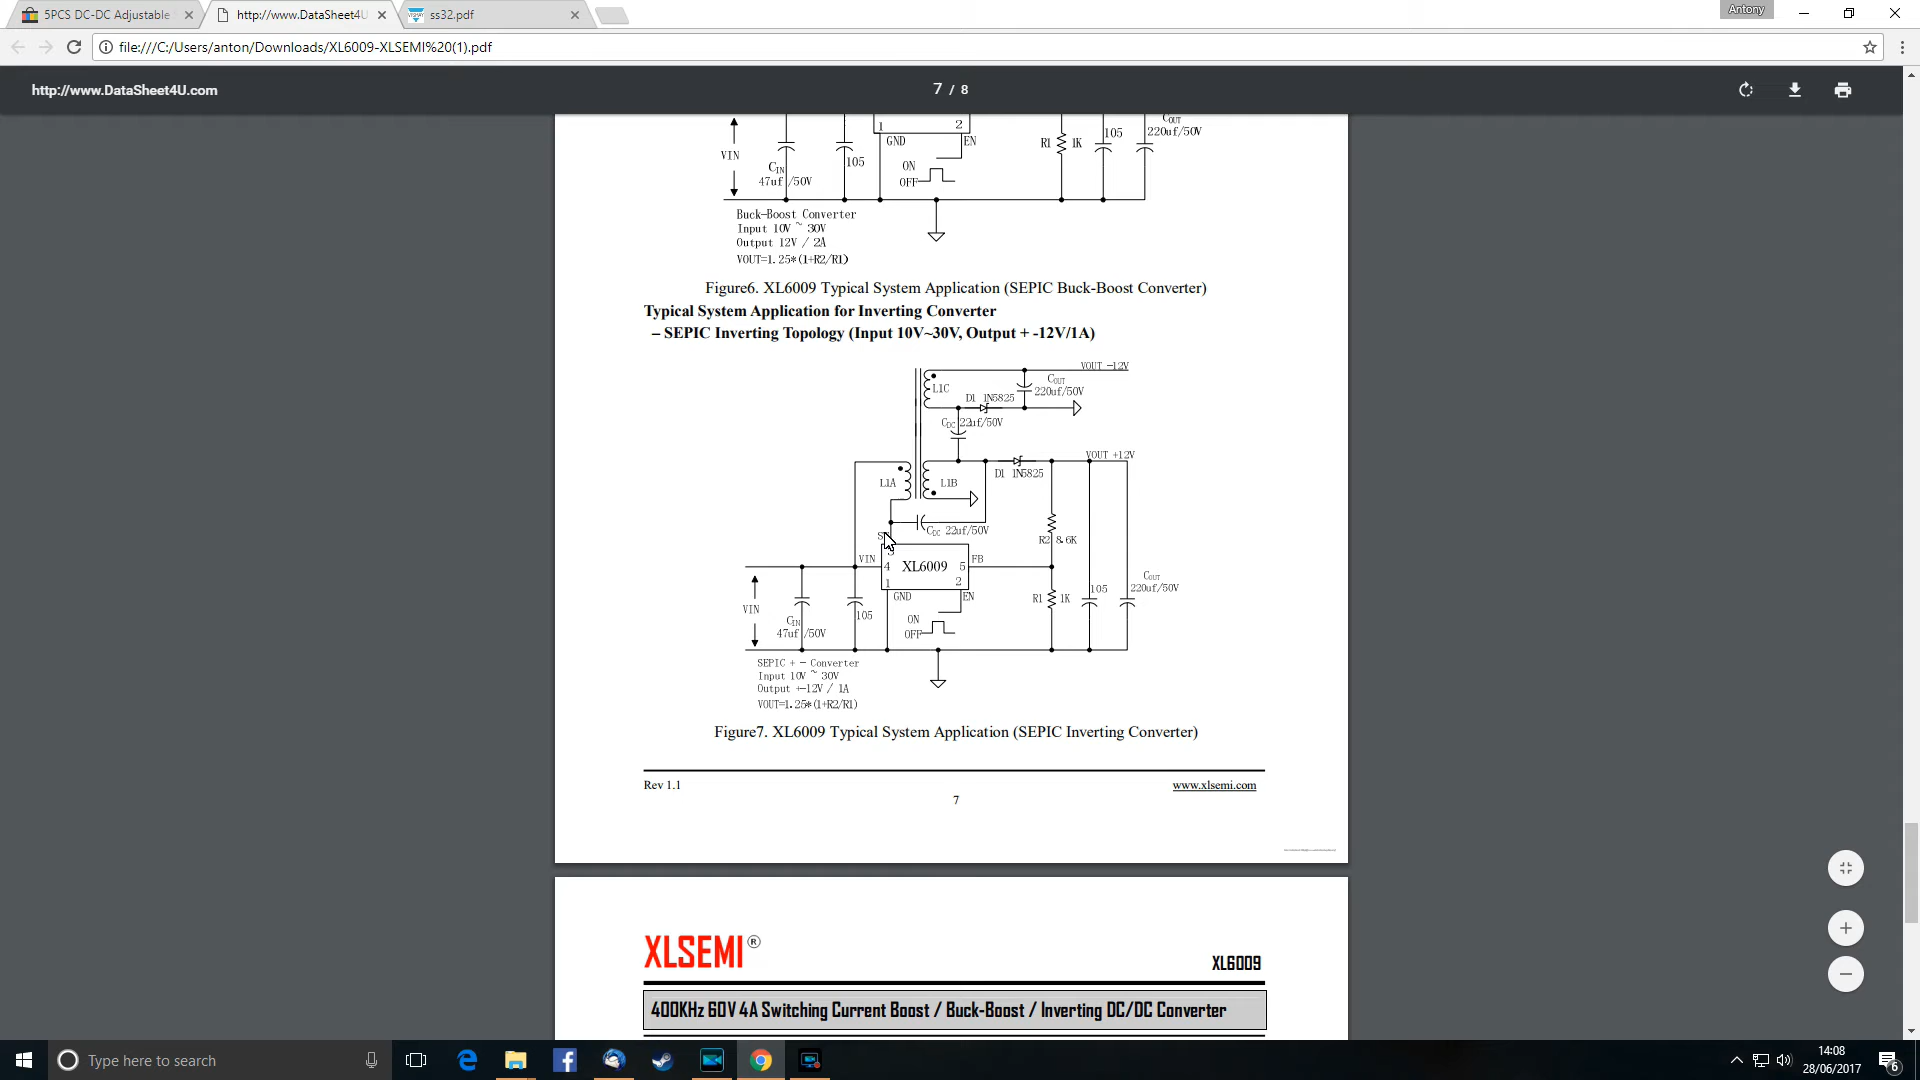 5PCS DC-DC Adjustable
http://www.DataSheet4U
ss32.pdf
Antony
file:///C:/Users/anton/Downloads/XL6009-XLSEMI%20(1).pdf
http://www.DataSheet4U.com
7 / 8
1
2
GND
EN
VIN
CIN
47uf /50V
105
ON
OFF
R1
1K
105
COUT
220uf/50V
Buck-Boost Converter
Input 10V ~ 30V
Output 12V / 2A
VOUT=1.25*(1+R2/R1)
Figure6. XL6009 Typical System Application (SEPIC Buck-Boost Converter)
Typical System Application for Inverting Converter
– SEPIC Inverting Topology (Input 10V~30V, Output + -12V/1A)
VOUT -12V
L1C
COUT
220uf/50V
D1 1N5825
CDC 22uf/50V
VOUT +12V
D1 1N5825
L1A
L1B
CDC 22uf/50V
R2 8.6K
VIN
4
XL6009
5
FB
3
1
2
GND
EN
VIN
CIN
47uf /50V
105
ON
OFF
R1
1K
105
COUT
220uf/50V
SEPIC + - Converter
Input 10V ~ 30V
Output +-12V / 1A
VOUT=1.25*(1+R2/R1)
Figure7. XL6009 Typical System Application (SEPIC Inverting Converter)
Rev 1.1
www.xlsemi.com
7
XLSEMI®
XL6009
400KHz 60V 4A Switching Current Boost / Buck-Boost / Inverting DC/DC Converter
Type here to search
14:08
28/06/2017
6